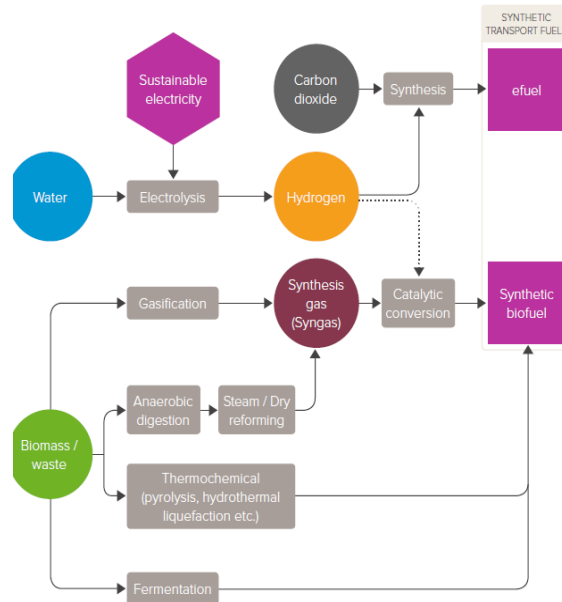 SYNTHETIC
TRANSPORT FUEL
Sustainable
electricity
Carbon
dioxide
Synthesis
efuel
Water
Electrolysis
Hydrogen
Gasification
Synthesis
gas
(Syngas)
Catalytic
conversion
Synthetic
biofuel
Anaerobic
digestion
Steam / Dry
reforming
Biomass /
waste
Thermochemical
(pyrolysis, hydrothermal
liquefaction etc.)
Fermentation